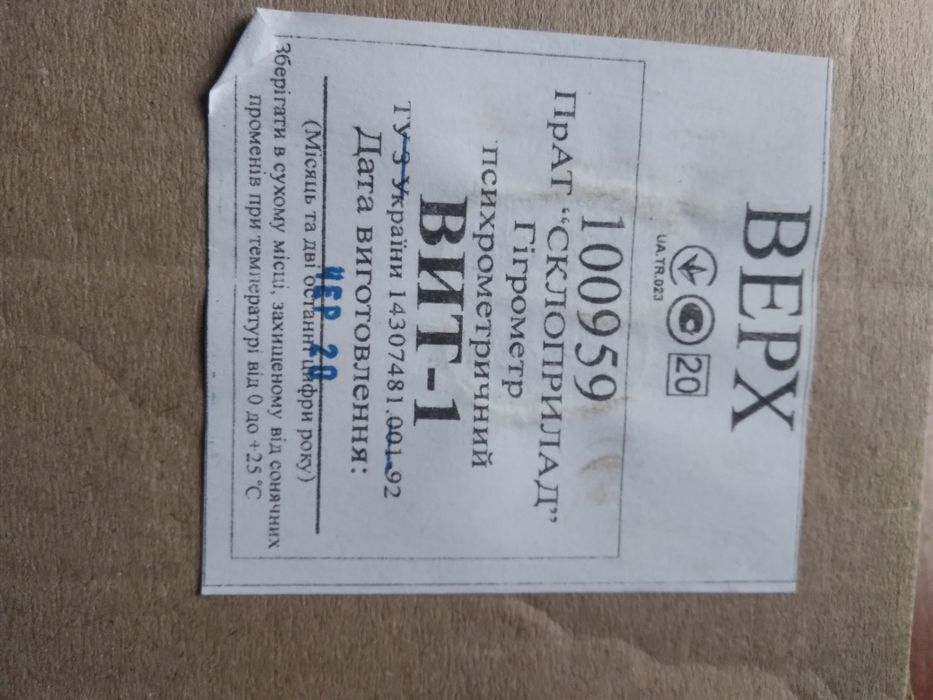 ВЕРХ
20
UA.TR.023
100959
ПрАТ “СКЛОПРИЛАД”
Гігрометр
психрометричний
ВИТ-1
ТУ З України 14307481.001-92
Дата виготовлення:
ЧЕР 20
(Місяць та дві останні цифри року)
Зберігати в сухому місці, захищеному від сонячних
променів при температурі від 0 до +25 °С